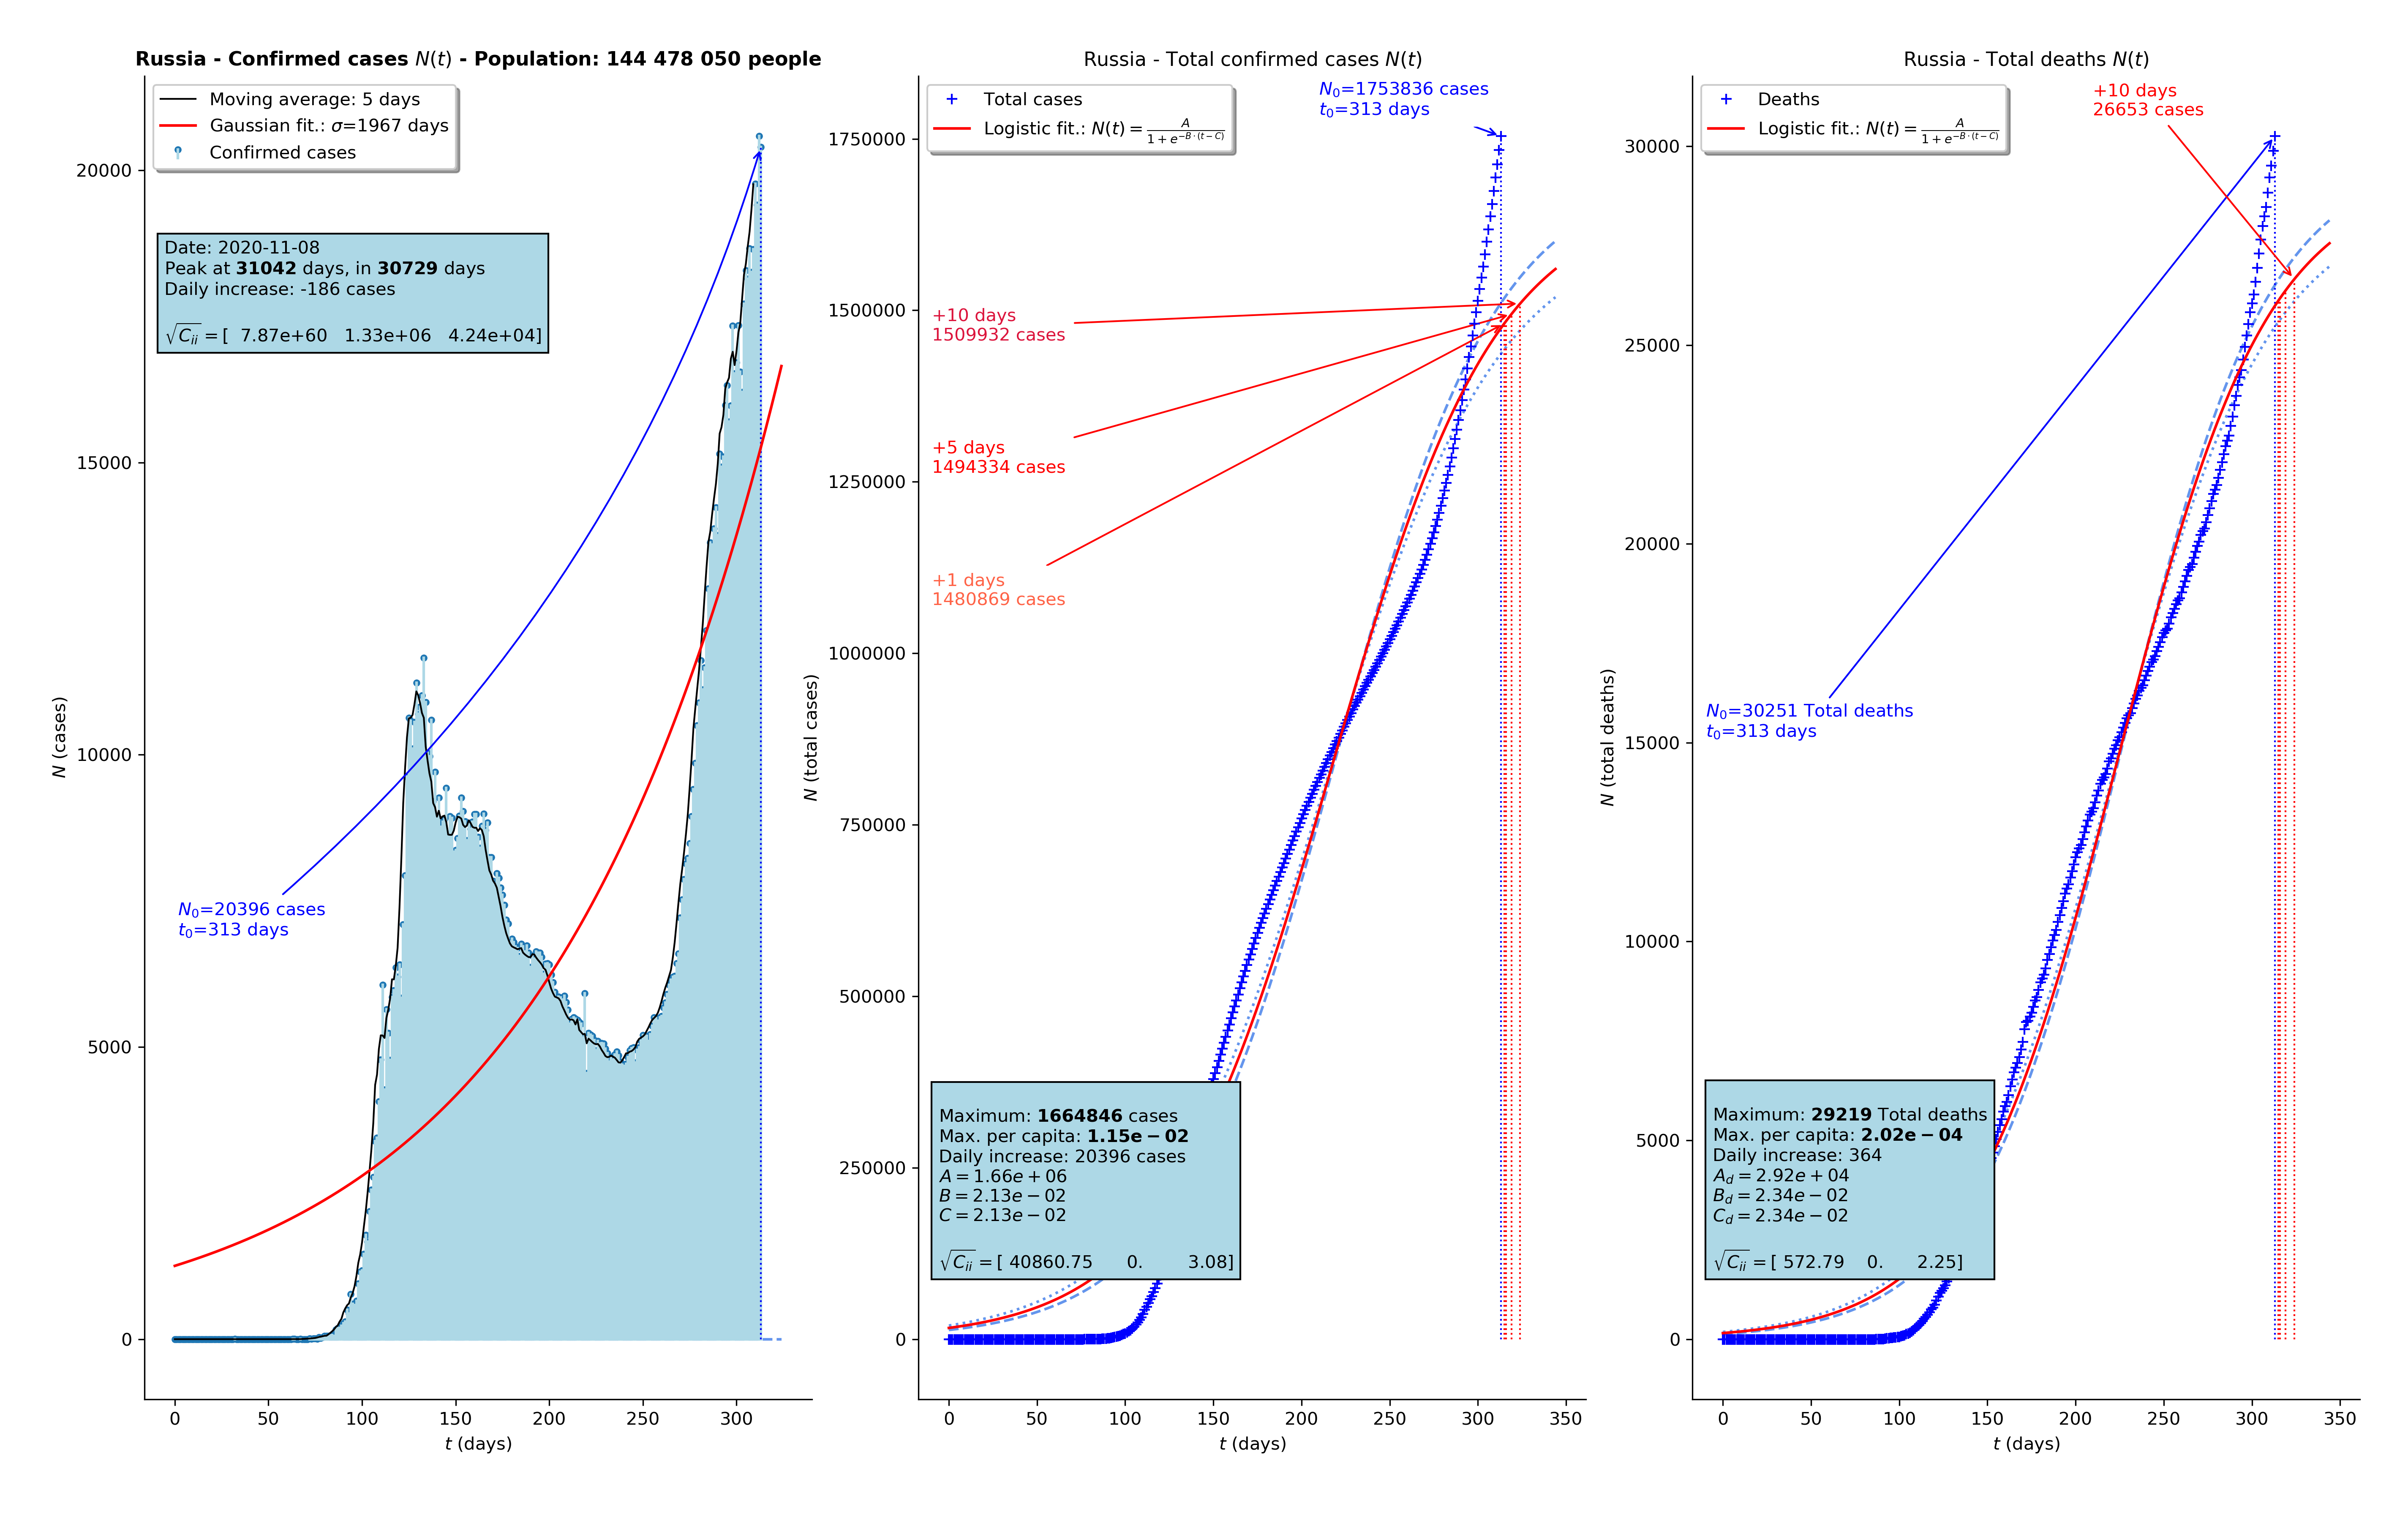 Russia - Confirmed cases N(t) - Population: 144 478 050 people
Moving average: 5 days
Gaussian fit.: σ=1967 days
Confirmed cases
Date: 2020-11-08
Peak at 31042 days, in 30729 days
Daily increase: -186 cases
√C_ii = [ 7.87e+60 1.33e+06 4.24e+04]
N₀=20396 cases
t₀=313 days
N (cases)
20000
15000
10000
5000
0
0 50 100 150 200 250 300
t (days)
Russia - Total confirmed cases N(t)
Total cases
Logistic fit.: N(t) = A / (1 + e^(−B·(t−C)))
N₀=1753836 cases
t₀=313 days
+10 days
1509932 cases
+5 days
1494334 cases
+1 days
1480869 cases
Maximum: 1664846 cases
Max. per capita: 1.15e − 02
Daily increase: 20396 cases
A = 1.66e + 06
B = 2.13e − 02
C = 2.13e − 02
√C_ii = [ 40860.75 0. 3.08]
N (total cases)
1750000
1500000
1250000
1000000
750000
500000
250000
0
0 50 100 150 200 250 300 350
t (days)
Russia - Total deaths N(t)
Deaths
Logistic fit.: N(t) = A / (1 + e^(−B·(t−C)))
+10 days
26653 cases
N₀=30251 Total deaths
t₀=313 days
Maximum: 29219 Total deaths
Max. per capita: 2.02e − 04
Daily increase: 364
A_d = 2.92e + 04
B_d = 2.34e − 02
C_d = 2.34e − 02
√C_ii = [ 572.79 0. 2.25]
N (total deaths)
30000
25000
20000
15000
10000
5000
0
0 50 100 150 200 250 300 350
t (days)